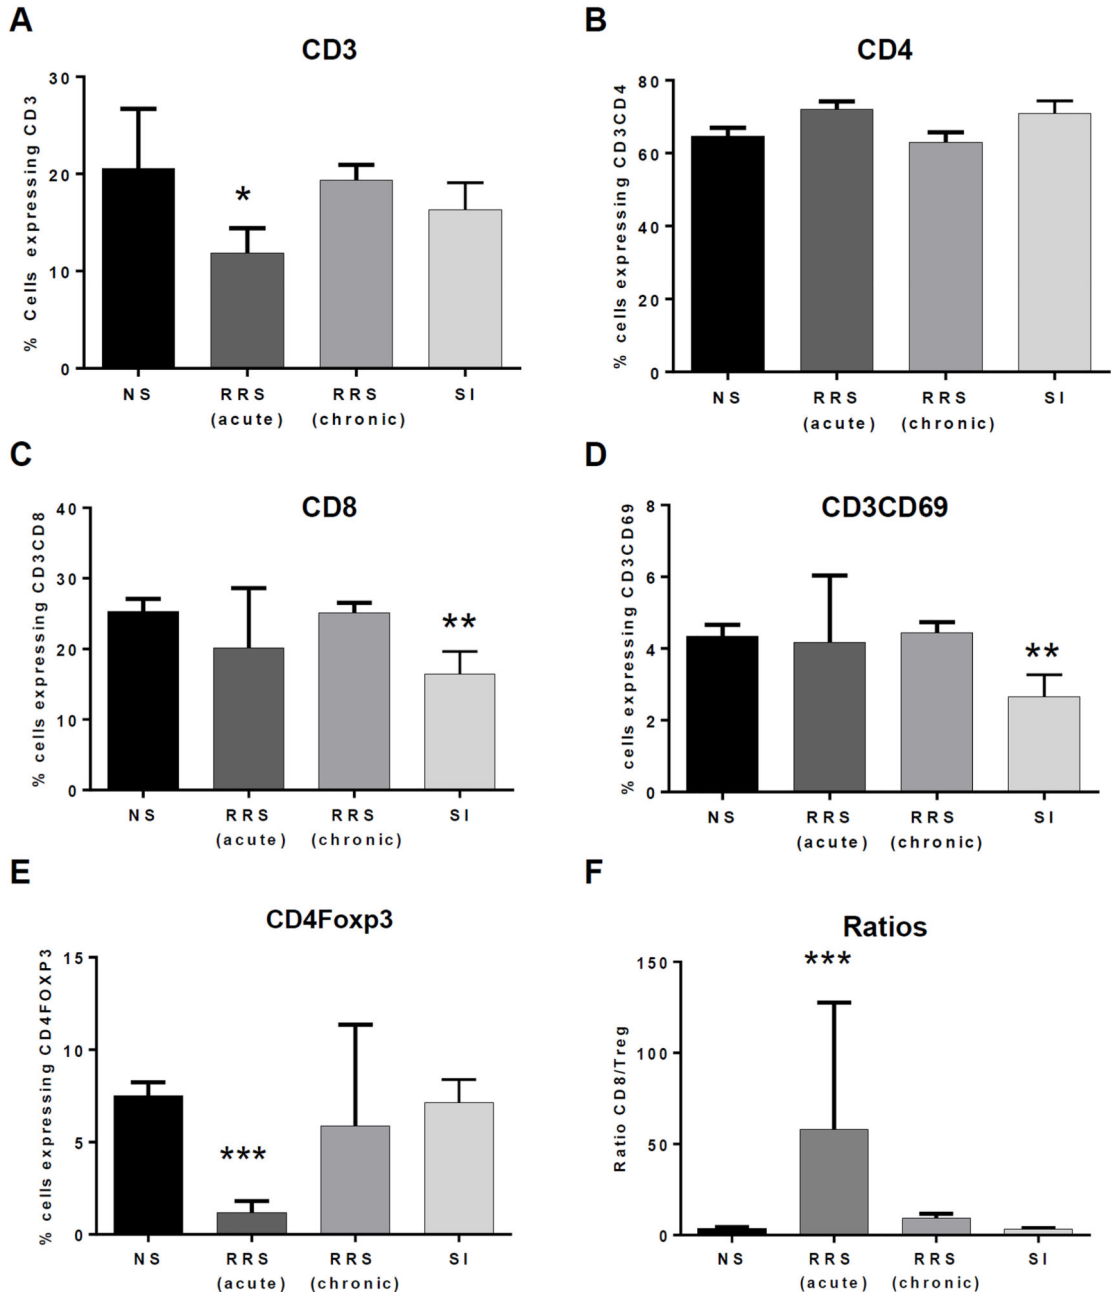 A
CD3
% Cells expressing CD3
30
20
10
0
*
NS
RRS
(acute)
RRS
(chronic)
SI
B
CD4
% cells expressing CD3CD4
80
60
40
20
0
NS
RRS
(acute)
RRS
(chronic)
SI
C
CD8
% cells expressing CD3CD8
40
30
20
10
0
**
NS
RRS
(acute)
RRS
(chronic)
SI
D
CD3CD69
% cells expressing CD3CD69
8
6
4
2
0
**
NS
RRS
(acute)
RRS
(chronic)
SI
E
CD4Foxp3
% cells expressing CD4FOXP3
15
10
5
0
***
NS
RRS
(acute)
RRS
(chronic)
SI
F
Ratios
Ratio CD8/Treg
150
100
50
0
***
NS
RRS
(acute)
RRS
(chronic)
SI